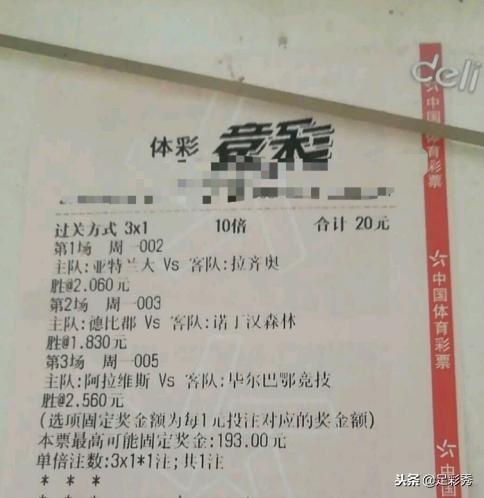 deli
体彩 竞彩
过关方式 3x1 10倍 合计 20元
第1场 周一002
主队:亚特兰大 Vs 客队:拉齐奥
胜@2.060元
第2场 周一003
主队:德比郡 Vs 客队:诺丁汉森林
胜@1.830元
第3场 周一005
主队:阿拉维斯 Vs 客队:毕尔巴鄂竞技
胜@2.560元
(选项固定奖金额为每1元投注对应的奖金额)
本票最高可能固定奖金:193.00元
单倍注数:3x1*1注;共1注
* * *
中国体育彩票
中国体育彩票
中国
头条 @足彩秀